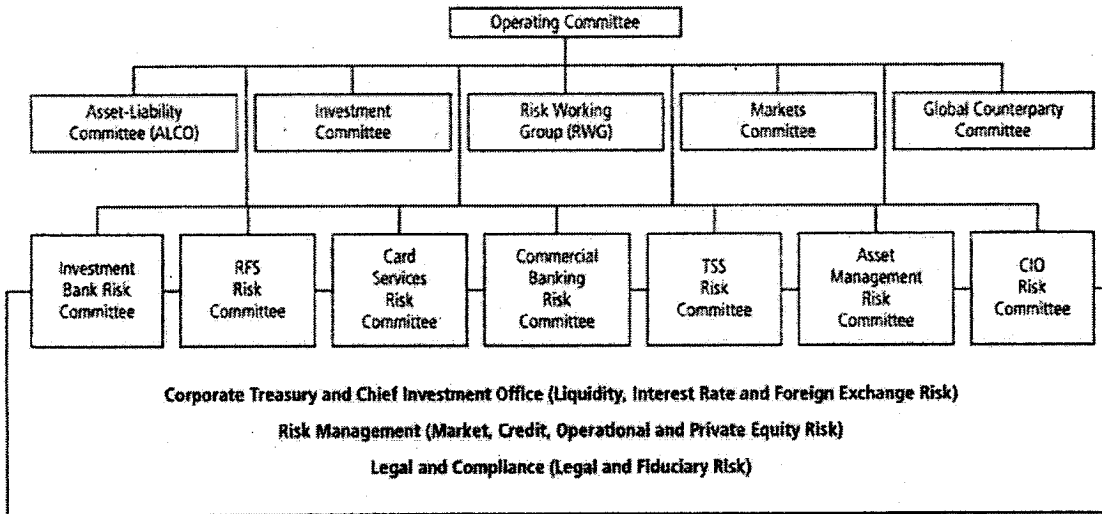 Operating Committee
Asset-Liability
Committee (ALCO)
Investment
Committee
Risk Working
Group (RWG)
Markets
Committee
Global Counterparty
Committee
Investment
Bank Risk
Committee
RFS
Risk
Committee
Card
Services
Risk
Committee
Commercial
Banking
Risk
Committee
TSS
Risk
Committee
Asset
Management
Risk
Committee
CIO
Risk
Committee
Corporate Treasury and Chief Investment Office (Liquidity, Interest Rate and Foreign Exchange Risk)
Risk Management (Market, Credit, Operational and Private Equity Risk)
Legal and Compliance (Legal and Fiduciary Risk)